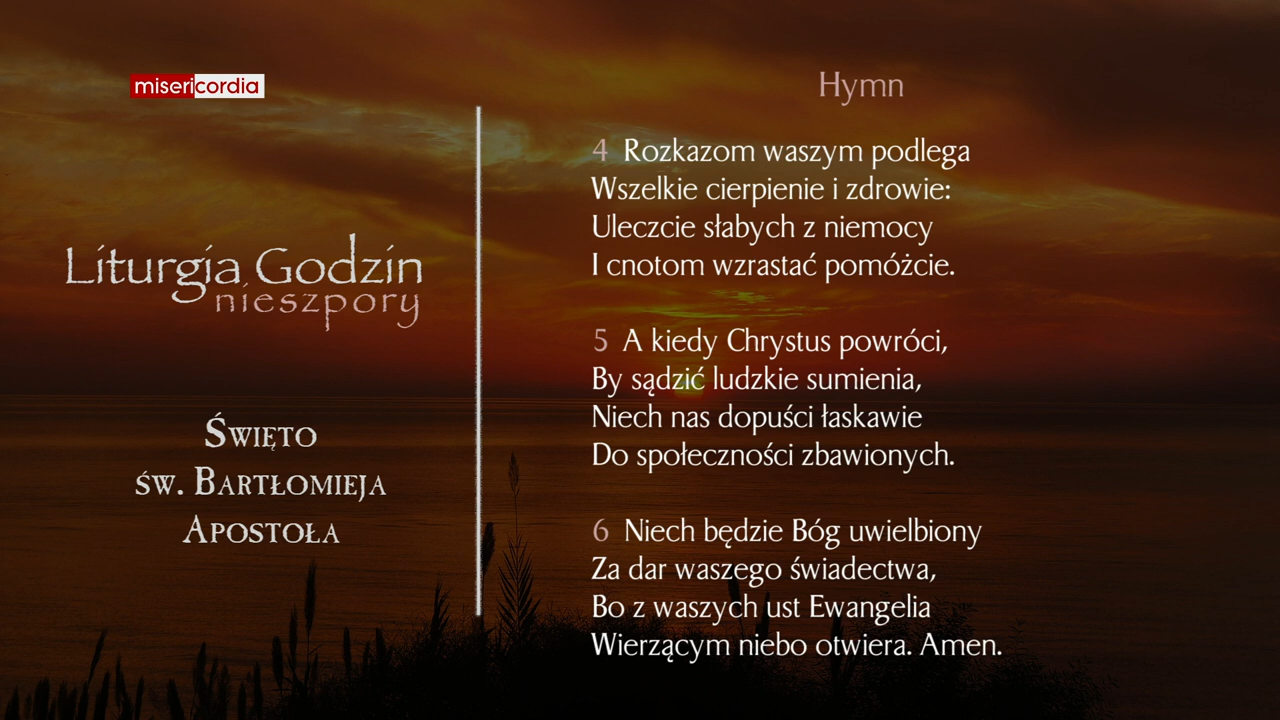 misericordia
Liturgia Godzin
nieszpory
Święto
św. Bartłomieja
Apostoła
Hymn
4 Rozkazom waszym podlega
Wszelkie cierpienie i zdrowie:
Uleczcie słabych z niemocy
I cnotom wzrastać pomóżcie.
5 A kiedy Chrystus powróci,
By sądzić ludzkie sumienia,
Niech nas dopuści łaskawie
Do społeczności zbawionych.
6 Niech będzie Bóg uwielbiony
Za dar waszego świadectwa,
Bo z waszych ust Ewangelia
Wierzącym niebo otwiera. Amen.